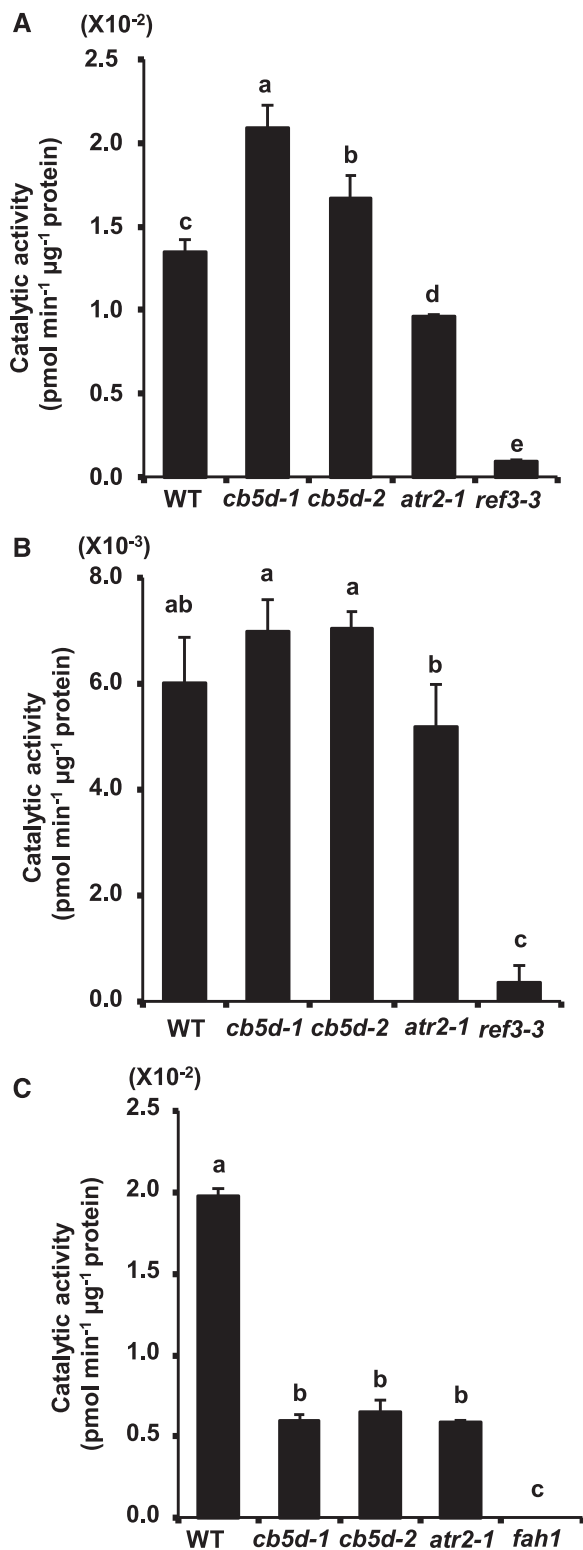 A (X10-2)
Catalytic activity
(pmol min-1 µg-1 protein)
2.5
2.0
1.5
1.0
0.5
0.0
c
a
b
d
e
WT cb5d-1 cb5d-2 atr2-1 ref3-3
B (X10-3)
Catalytic activity
(pmol min-1 µg-1 protein)
8.0
6.0
4.0
2.0
0.0
ab
a
a
b
c
WT cb5d-1 cb5d-2 atr2-1 ref3-3
C (X10-2)
Catalytic activity
(pmol min-1 µg-1 protein)
2.5
2.0
1.5
1.0
0.5
0.0
a
b
b
b
c
WT cb5d-1 cb5d-2 atr2-1 fah1